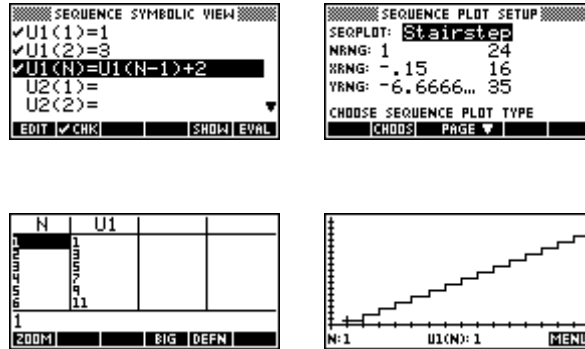 SEQUENCE SYMBOLIC VIEW
✓U1(1)=1
✓U1(2)=3
✓U1(N)=U1(N-1)+2
U2(1)=
U2(2)=
EDIT ✓CHK SHOW EVAL
SEQUENCE PLOT SETUP
SEQPLOT: Stairstep
NRNG: 1 24
XRNG: -.15 16
YRNG: -6.6666… 35
CHOOSE SEQUENCE PLOT TYPE
CHOOS PAGE ▼
N U1
1 1
2 3
3 5
4 7
5 9
6 11
1
ZOOM BIG DEFN
N:1 U1(N): 1 MENU